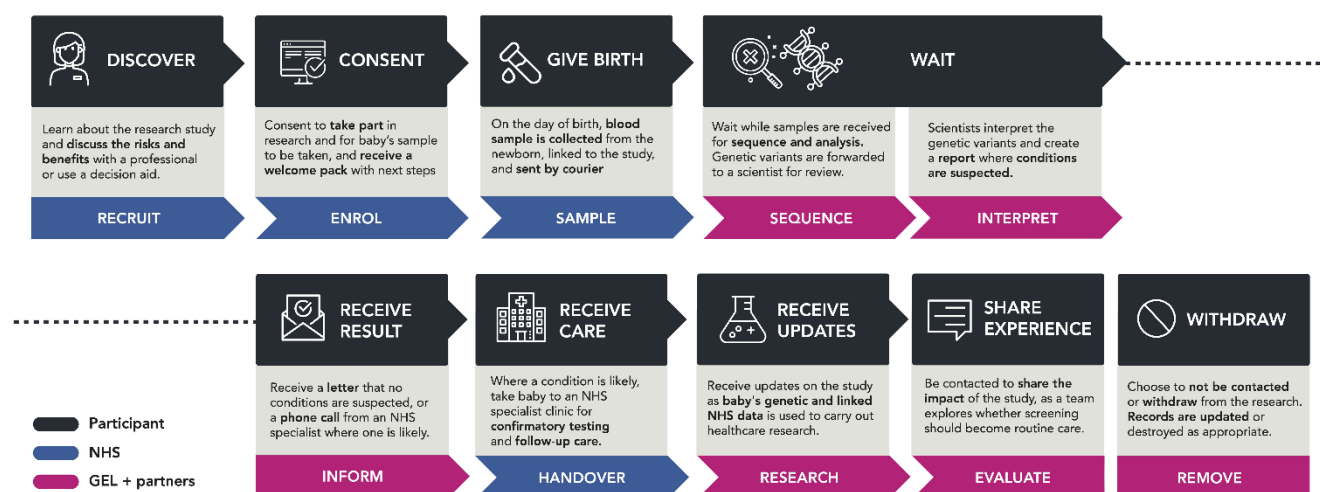 DISCOVER
Learn about the research study
and discuss the risks and
benefits with a professional
or use a decision aid.
RECRUIT
CONSENT
Consent to take part in
research and for baby's sample
to be taken, and receive a
welcome pack with next steps
ENROL
GIVE BIRTH
On the day of birth, blood
sample is collected from the
newborn, linked to the study,
and sent by courier
SAMPLE
WAIT
Wait while samples are received
for sequence and analysis.
Genetic variants are forwarded
to a scientist for review.
SEQUENCE
Scientists interpret the
genetic variants and create
a report where conditions
are suspected.
INTERPRET
RECEIVE
RESULT
Receive a letter that no
conditions are suspected, or
a phone call from an NHS
specialist where one is likely.
INFORM
RECEIVE
CARE
Where a condition is likely,
take baby to an NHS
specialist clinic for
confirmatory testing
and follow-up care.
HANDOVER
RECEIVE
UPDATES
Receive updates on the study
as baby's genetic and linked
NHS data is used to carry out
healthcare research.
RESEARCH
SHARE
EXPERIENCE
Be contacted to share the
impact of the study, as a team
explores whether screening
should become routine care.
EVALUATE
WITHDRAW
Choose to not be contacted
or withdraw from the research.
Records are updated or
destroyed as appropriate.
REMOVE
Participant
NHS
GEL + partners